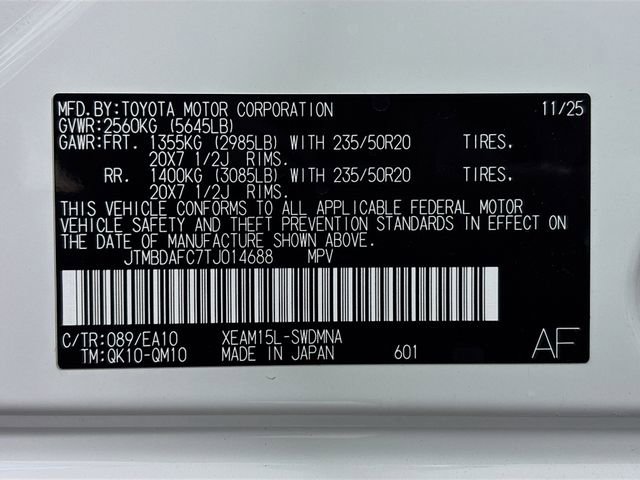 MFD.BY:TOYOTA MOTOR CORPORATION 11/25
GVWR:2560KG (5645LB)
GAWR:FRT. 1355KG (2985LB) WITH 235/50R20 TIRES.
20X7 1/2J RIMS.
RR. 1400KG (3085LB) WITH 235/50R20 TIRES.
20X7 1/2J RIMS.
THIS VEHICLE CONFORMS TO ALL APPLICABLE FEDERAL MOTOR
VEHICLE SAFETY AND THEFT PREVENTION STANDARDS IN EFFECT ON
THE DATE OF MANUFACTURE SHOWN ABOVE.
JTMBDAFC7TJ014688 MPV
C/TR:089/EA10 XEAM15L-SWDMNA
TM:QK10-QM10 MADE IN JAPAN 601 AF